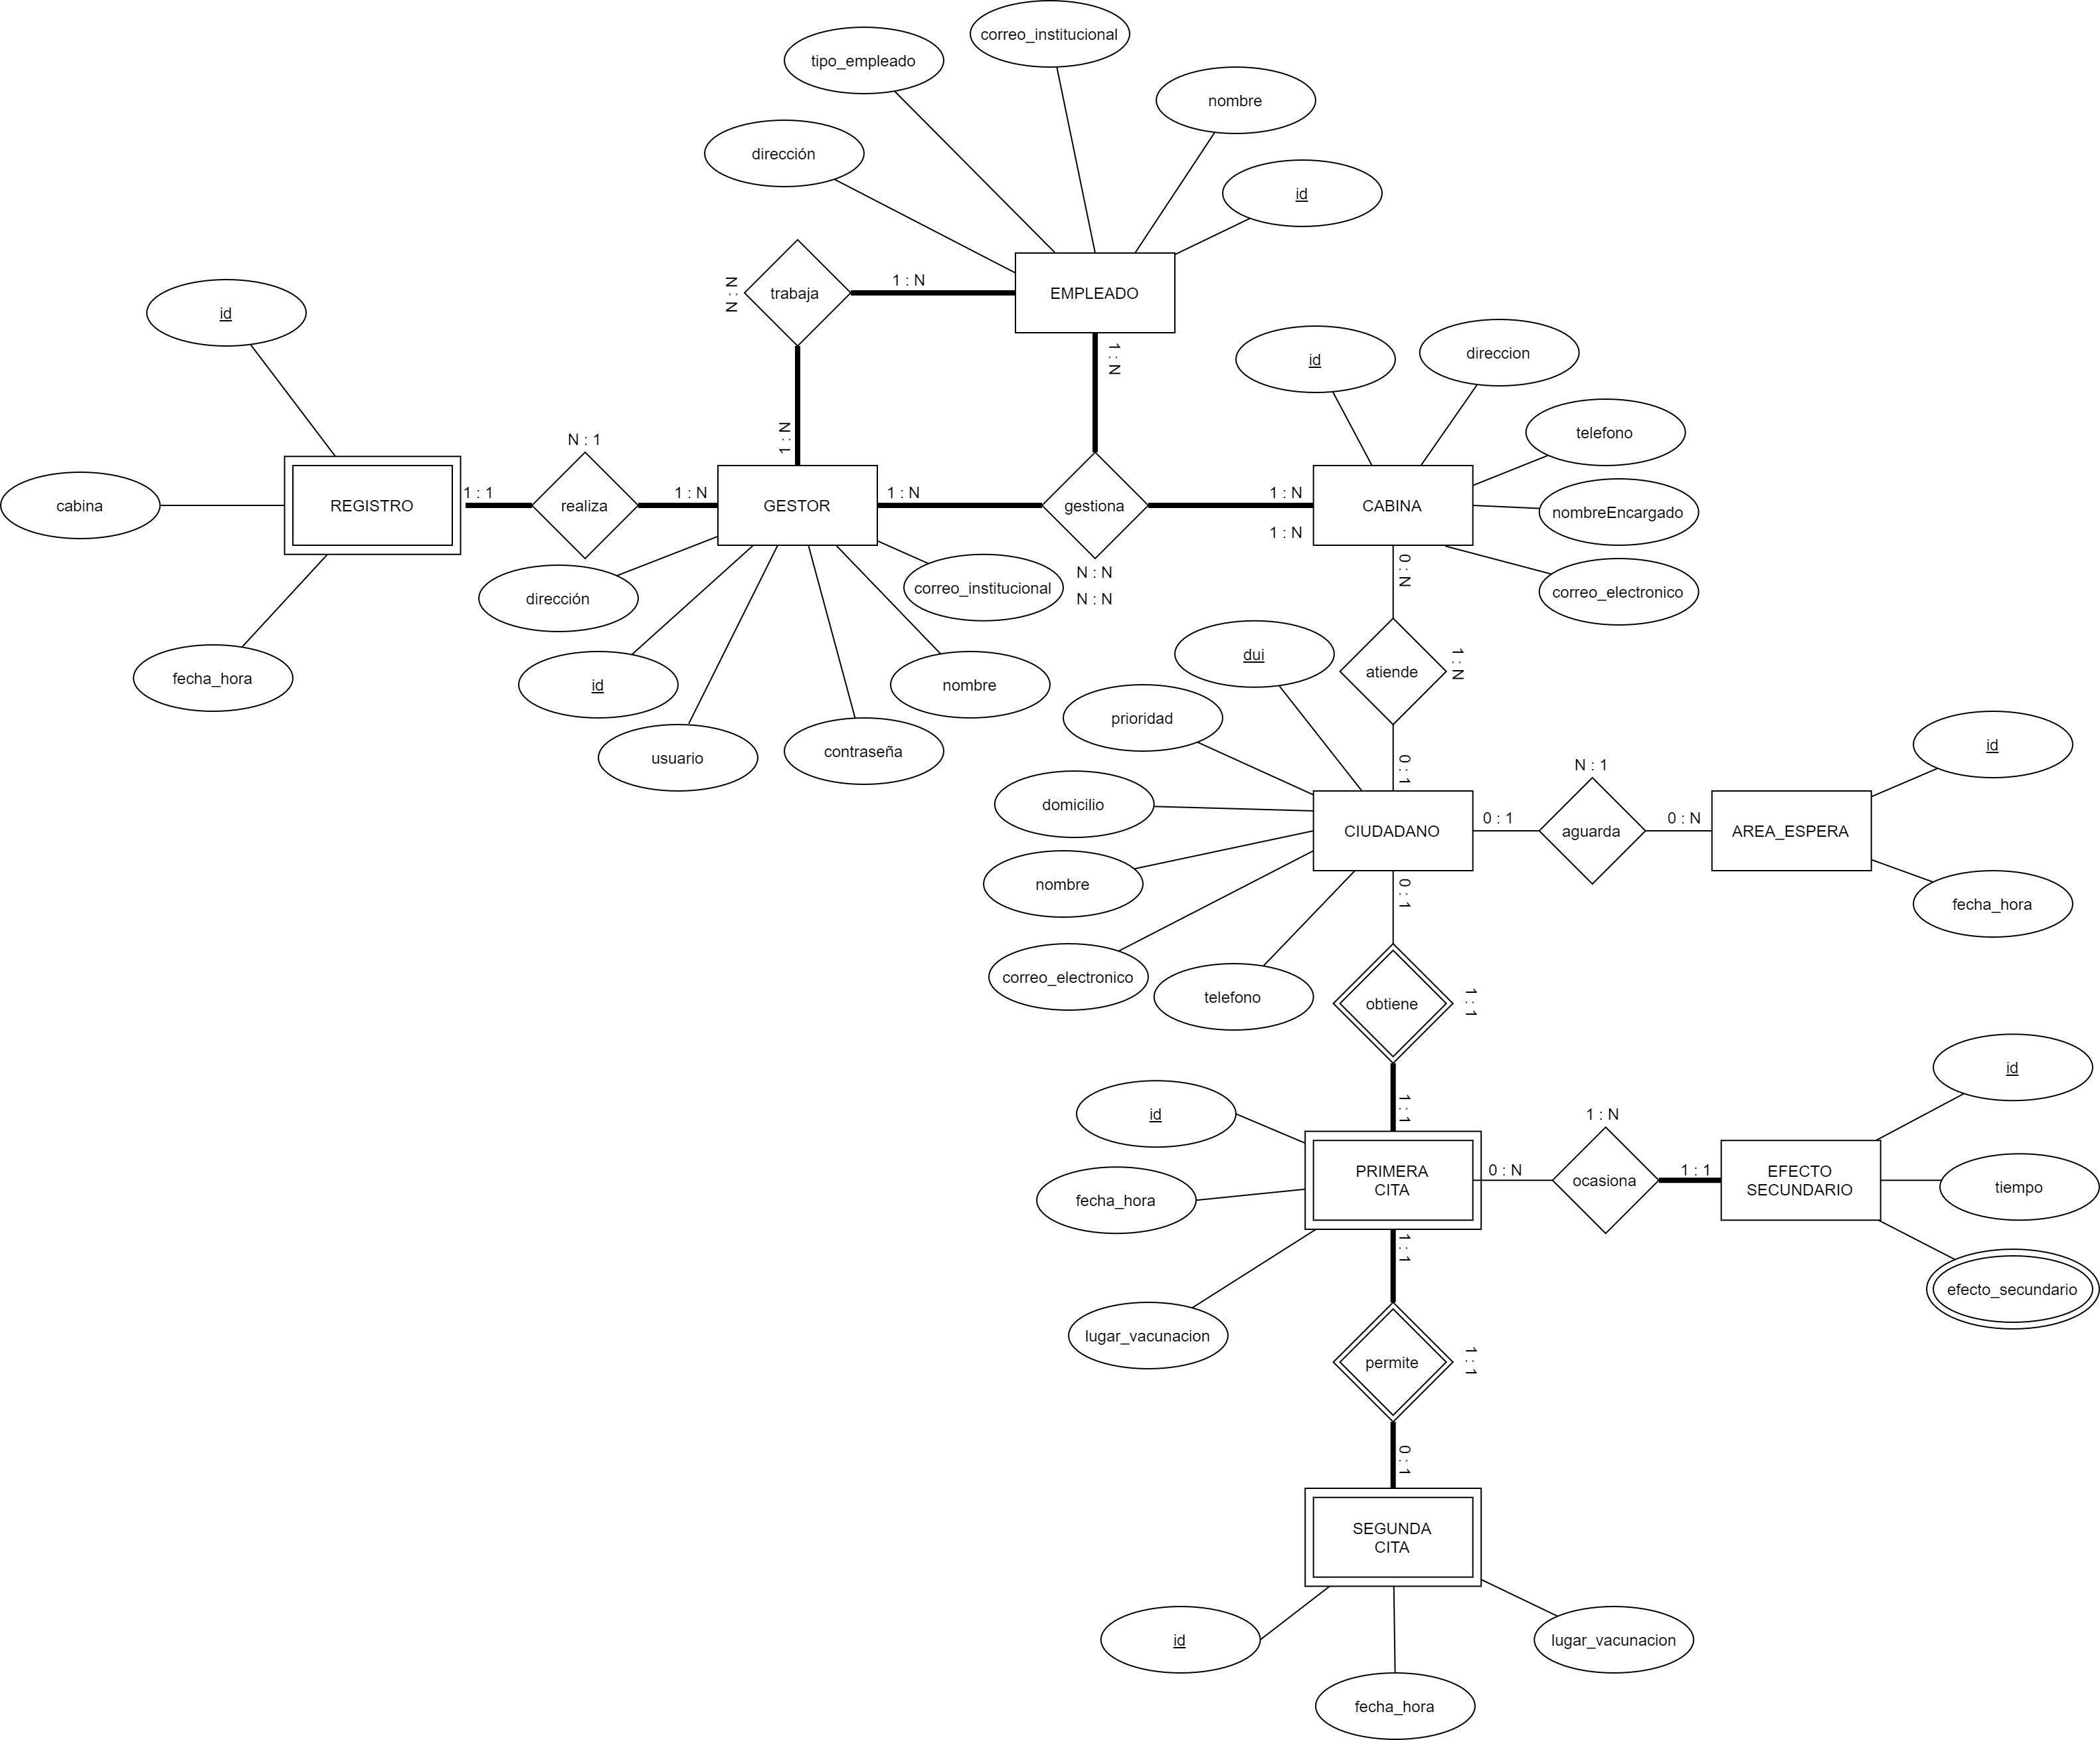 correo_institucional
tipo_empleado
nombre
dirección
id
trabaja
N : N
1 : N
EMPLEADO
id
1 : N
id
direccion
telefono
N : 1
1 : N
cabina
REGISTRO
1 : 1
realiza
1 : N
GESTOR
1 : N
gestiona
1 : N
CABINA
nombreEncargado
1 : N
N : N
N : N
0 : N
correo_electronico
dirección
correo_institucional
fecha_hora
id
nombre
usuario
contraseña
dui
atiende
1 : N
prioridad
id
0 : 1
N : 1
domicilio
CIUDADANO
0 : 1
aguarda
0 : N
AREA_ESPERA
nombre
0 : 1
fecha_hora
correo_electronico
telefono
obtiene
1 : 1
id
1 : 1
id
1 : N
fecha_hora
PRIMERA
CITA
0 : N
ocasiona
1 : 1
EFECTO
SECUNDARIO
tiempo
1 : 1
efecto_secundario
lugar_vacunacion
permite
1 : 1
0 : 1
SEGUNDA
CITA
id
lugar_vacunacion
fecha_hora